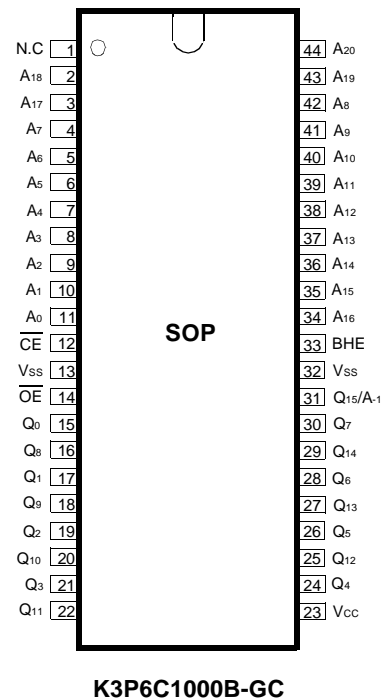 N.C 1 44 A20
A18 2 43 A19
A17 3 42 A8
A7 4 41 A9
A6 5 40 A10
A5 6 39 A11
A4 7 38 A12
A3 8 37 A13
A2 9 36 A14
A1 10 35 A15
A0 11 34 A16
SOP
CE 12 33 BHE
VSS 13 32 VSS
OE 14 31 Q15/A-1
Q0 15 30 Q7
Q8 16 29 Q14
Q1 17 28 Q6
Q9 18 27 Q13
Q2 19 26 Q5
Q10 20 25 Q12
Q3 21 24 Q4
Q11 22 23 VCC
K3P6C1000B-GC